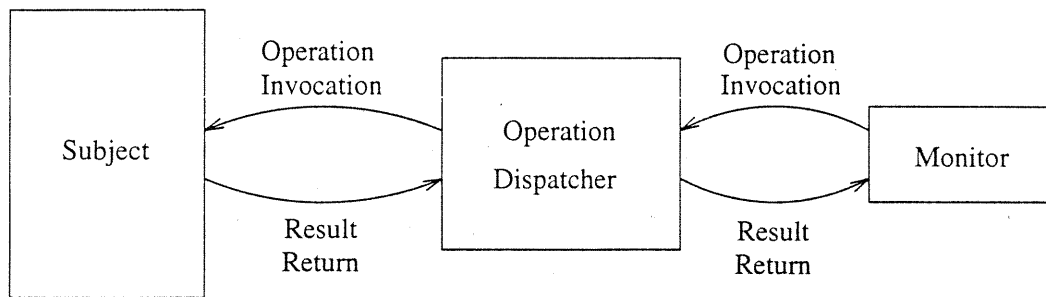 Subject
Operation
Invocation
Result
Return
Operation
Dispatcher
Operation
Invocation
Result
Return
Monitor